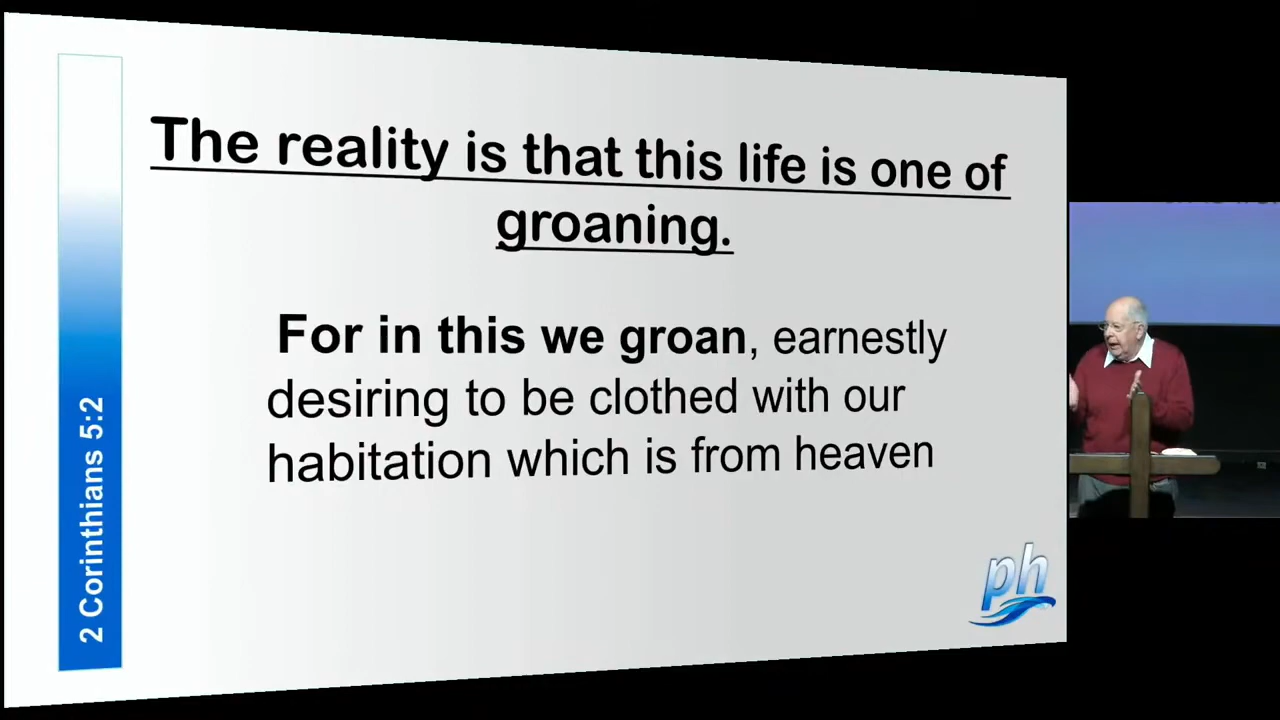 The reality is that this life is one of
groaning.
For in this we groan, earnestly
desiring to be clothed with our
habitation which is from heaven
2 Corinthians 5:2
ph